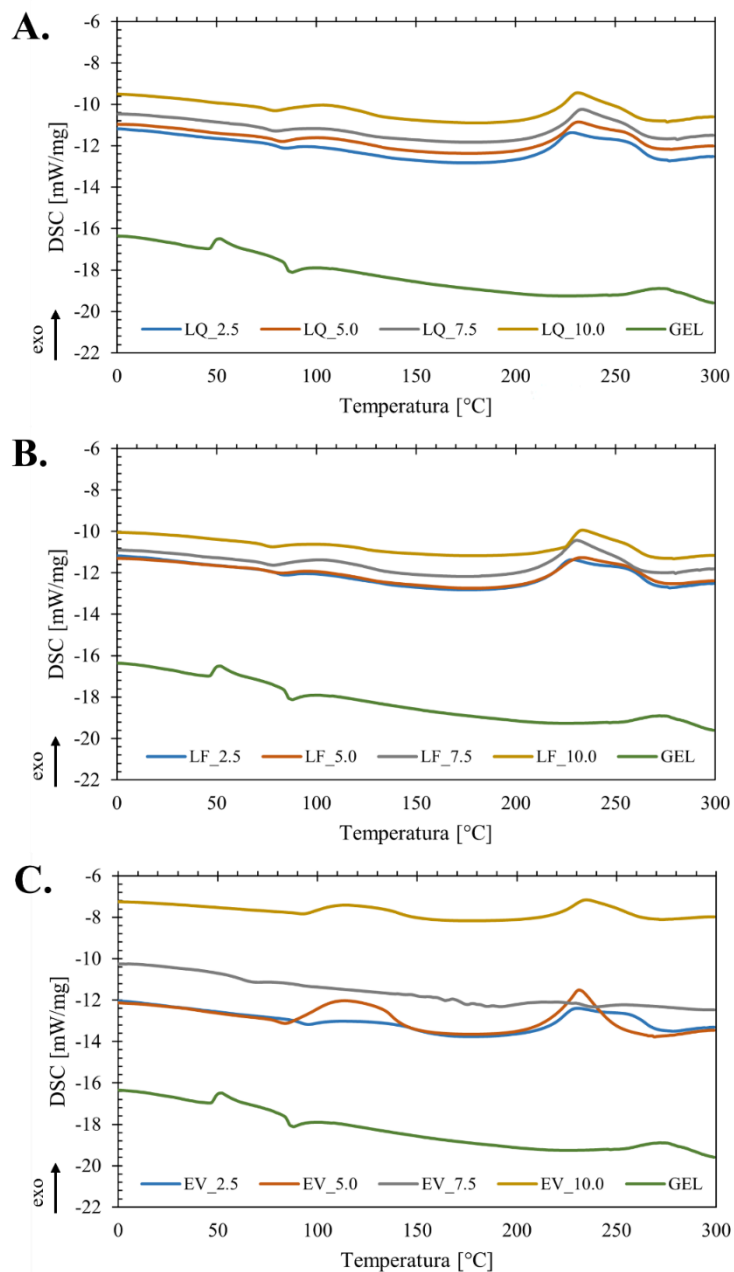 A.
-6
-8
-10
-12
-14
-16
-18
-20
-22
DSC [mW/mg]
exo
LQ_2.5 LQ_5.0 LQ_7.5 LQ_10.0 GEL
0 50 100 150 200 250 300
Temperatura [°C]
B.
-6
-8
-10
-12
-14
-16
-18
-20
-22
DSC [mW/mg]
exo
LF_2.5 LF_5.0 LF_7.5 LF_10.0 GEL
0 50 100 150 200 250 300
Temperatura [°C]
C.
-6
-8
-10
-12
-14
-16
-18
-20
-22
DSC [mW/mg]
exo
EV_2.5 EV_5.0 EV_7.5 EV_10.0 GEL
0 50 100 150 200 250 300
Temperatura [°C]